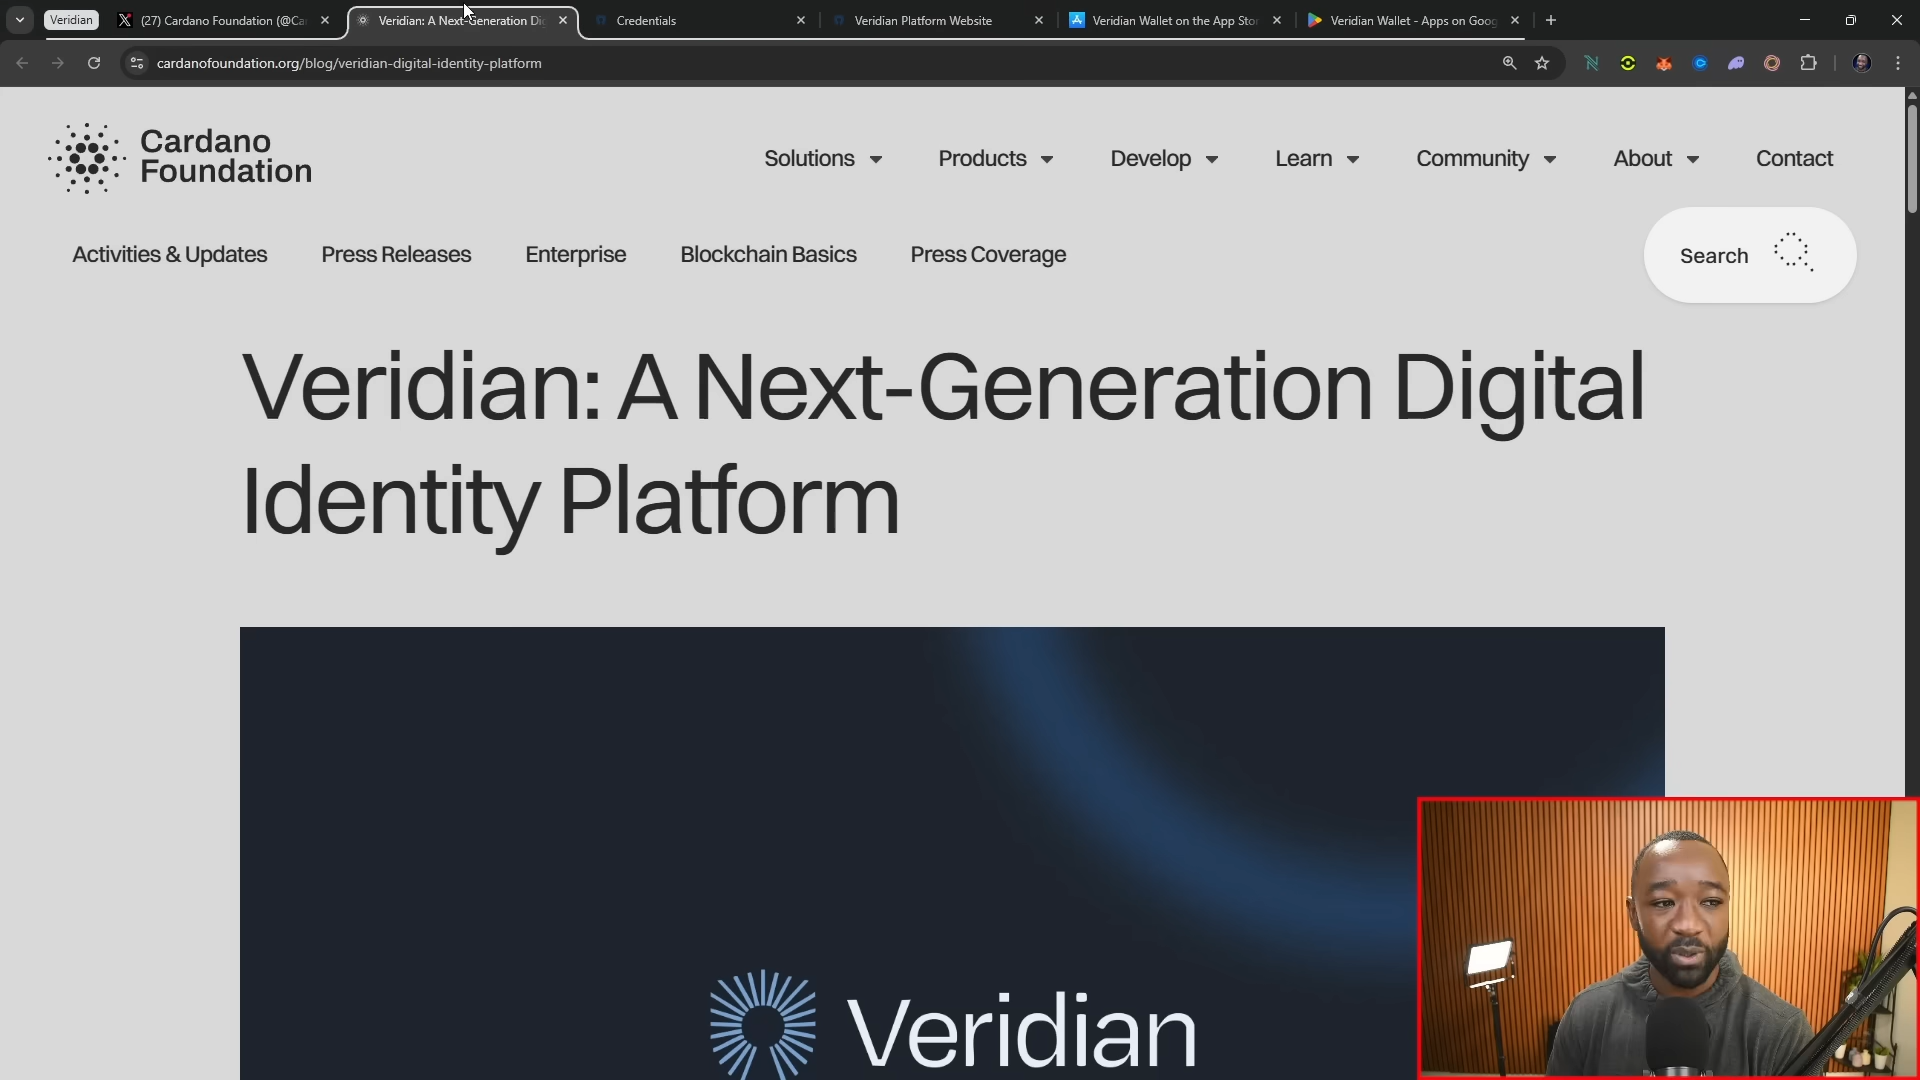 Veridian
(27) Cardano Foundation (@Ca
Veridian: A Next-Generation Di
Credentials
Veridian Platform Website
Veridian Wallet on the App Stor
Veridian Wallet - Apps on Goog
cardanofoundation.org/blog/veridian-digital-identity-platform
Cardano
Foundation
Solutions
Products
Develop
Learn
Community
About
Contact
Activities & Updates
Press Releases
Enterprise
Blockchain Basics
Press Coverage
Search
Veridian: A Next-Generation Digital
Identity Platform
Veridian